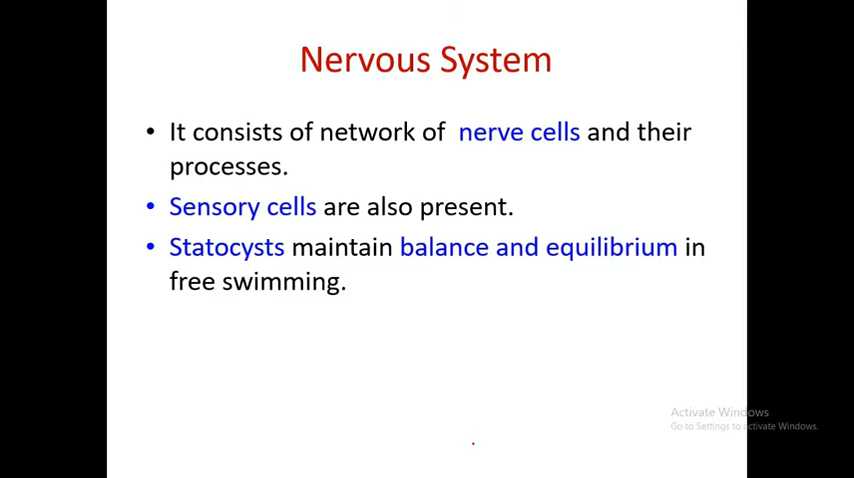 Nervous System
• It consists of network of nerve cells and their
processes.
• Sensory cells are also present.
• Statocysts maintain balance and equilibrium in
free swimming.
Activate Windows
Go to Settings to activate Windows.